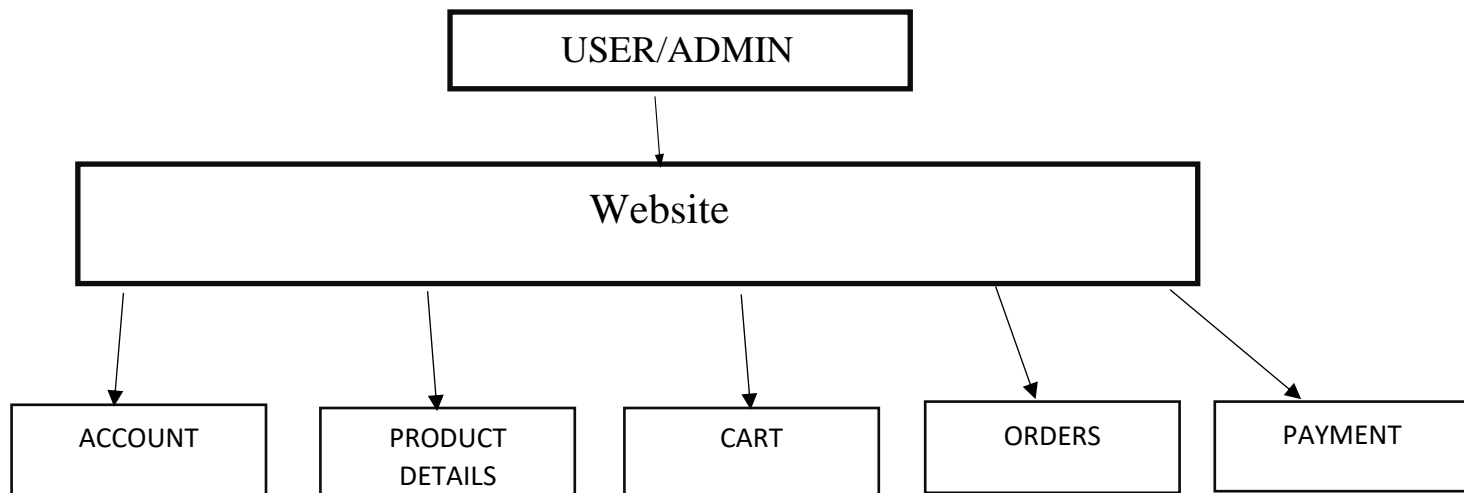 USER/ADMIN
Website
ACCOUNT
PRODUCT
DETAILS
CART
ORDERS
PAYMENT